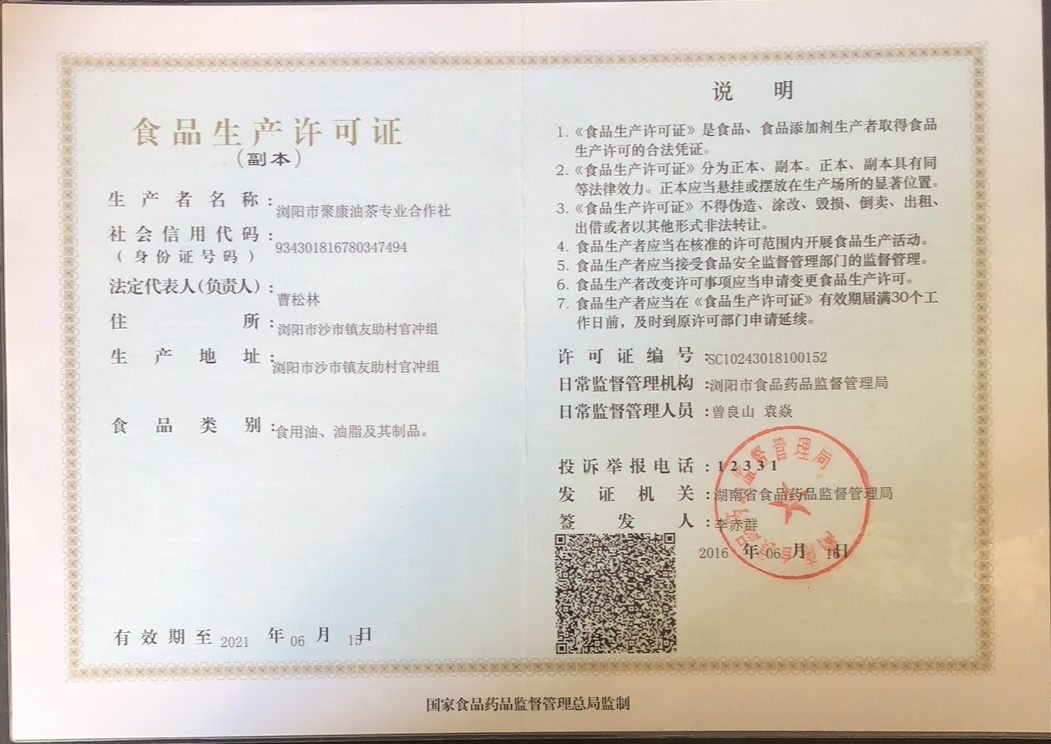 食品生产许可证
（副本）
生产者名称：浏阳市聚康油茶专业合作社
社会信用代码：934301816780347494
（身份证号码）
法定代表人(负责人)：曹松林
住所：浏阳市沙市镇友助村官冲组
生产地址：浏阳市沙市镇友助村官冲组
食品类别：食用油、油脂及其制品。
有效期至 2021 年 06 月 15日
说明
1.《食品生产许可证》是食品、食品添加剂生产者取得食品
生产许可的合法凭证。
2.《食品生产许可证》分为正本、副本。正本、副本具有同
等法律效力。正本应当悬挂或摆放在生产场所的显著位置。
3.《食品生产许可证》不得伪造、涂改、毁损、倒卖、出租、
出借或者以其他形式非法转让。
4.食品生产者应当在核准的许可范围内开展食品生产活动。
5.食品生产者应当接受食品安全监督管理部门的监督管理。
6.食品生产者改变许可事项应当申请变更食品生产许可。
7.食品生产者应当在《食品生产许可证》有效期届满30个工
作日前，及时到原许可部门申请延续。
许可证编号：SC10243018100152
日常监督管理机构：浏阳市食品药品监督管理局
日常监督管理人员：曾良山 袁焱
投诉举报电话：12331
发证机关：湖南省食品药品监督管理局
签发人：李赤群
2016 年 06 月 16日
国家食品药品监督管理总局监制